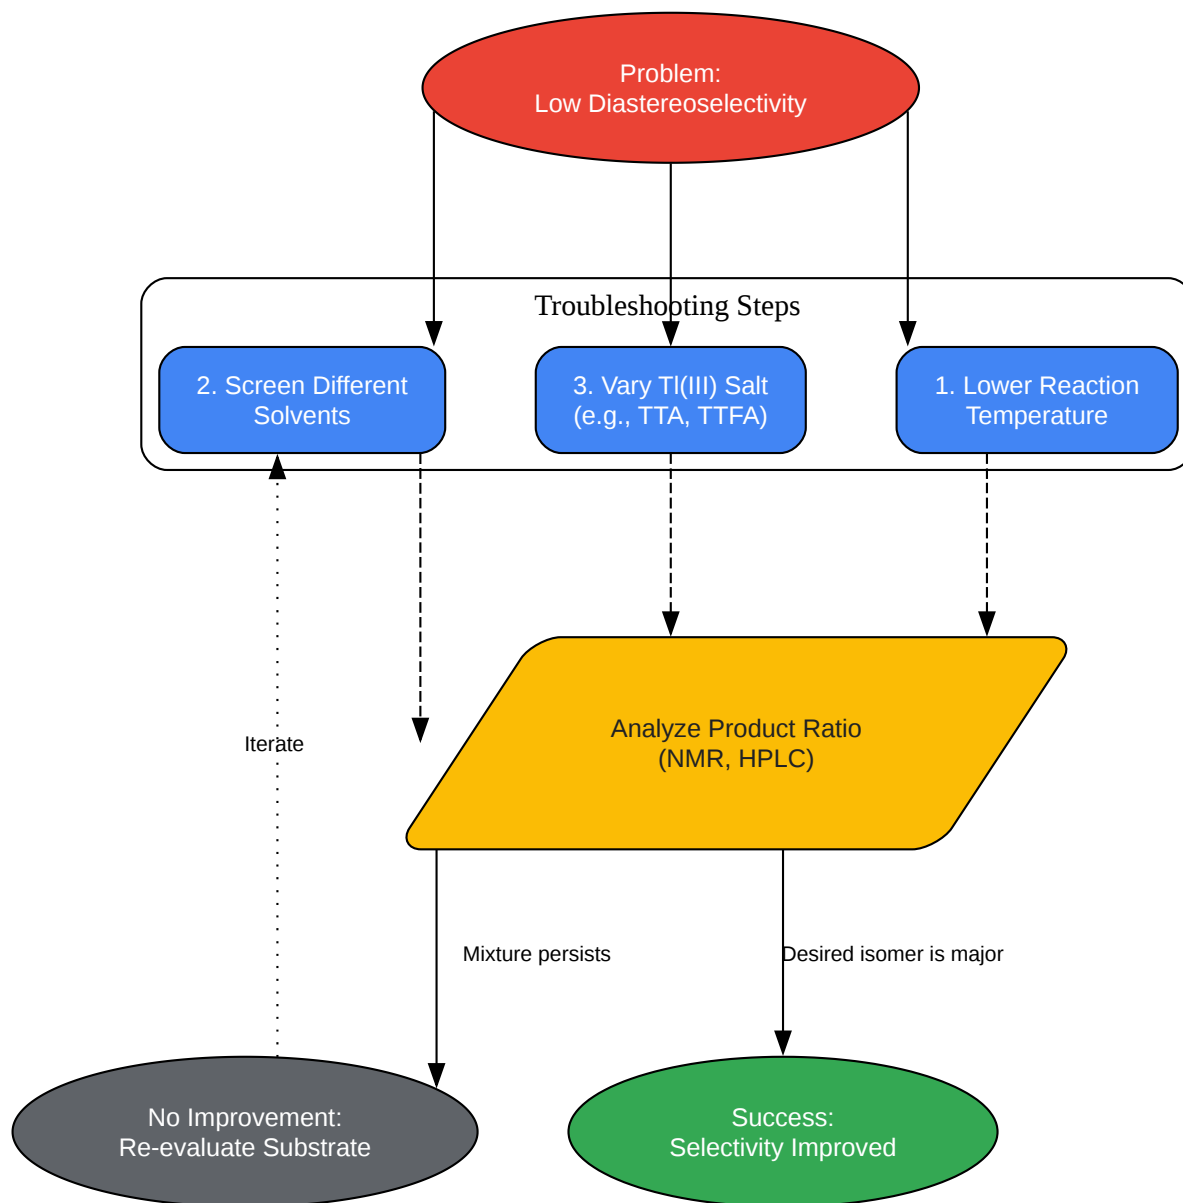 Problem:
Low Diastereoselectivity
Troubleshooting Steps
2. Screen Different
Solvents
3. Vary Tl(III) Salt
(e.g., TTA, TTFA)
1. Lower Reaction
Temperature
Analyze Product Ratio
(NMR, HPLC)
Iterate
Mixture persists
Desired isomer is major
No Improvement:
Re-evaluate Substrate
Success:
Selectivity Improved